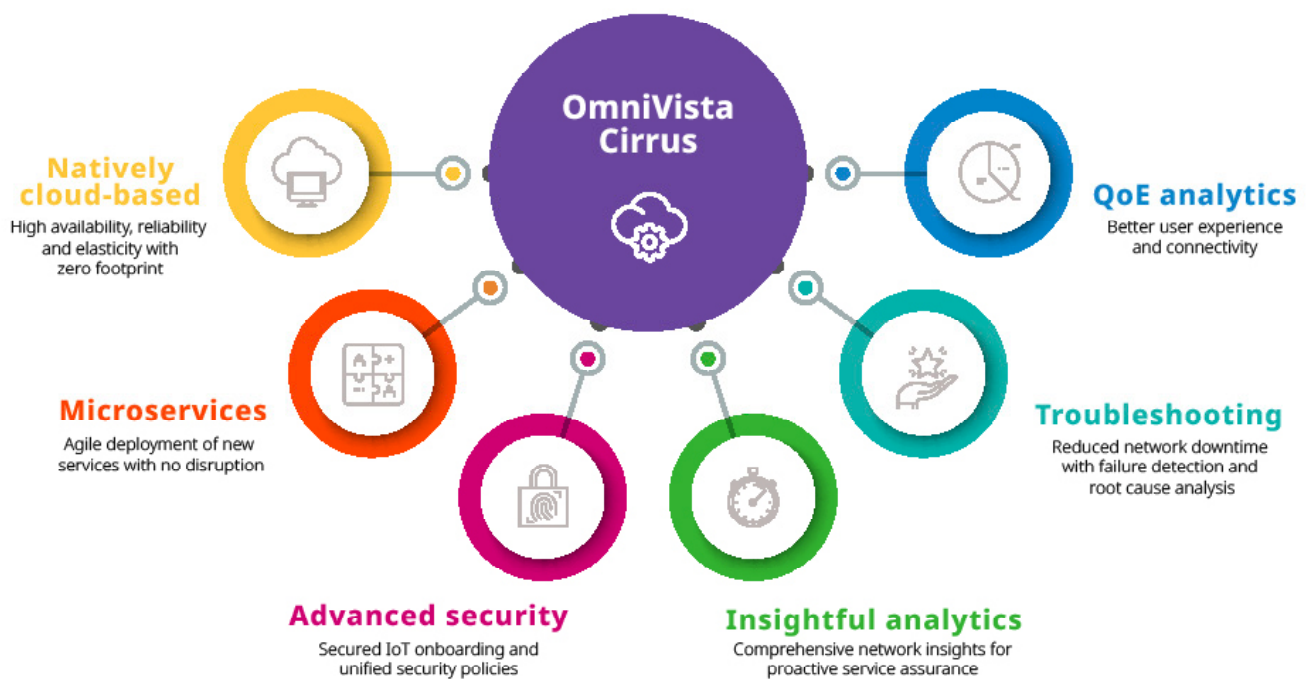 OmniVista
Cirrus
Natively
cloud-based
High availability, reliability
and elasticity with
zero footprint
Microservices
Agile deployment of new
services with no disruption
Advanced security
Secured IoT onboarding and
unified security policies
Insightful analytics
Comprehensive network insights for
proactive service assurance
Troubleshooting
Reduced network downtime
with failure detection and
root cause analysis
QoE analytics
Better user experience
and connectivity